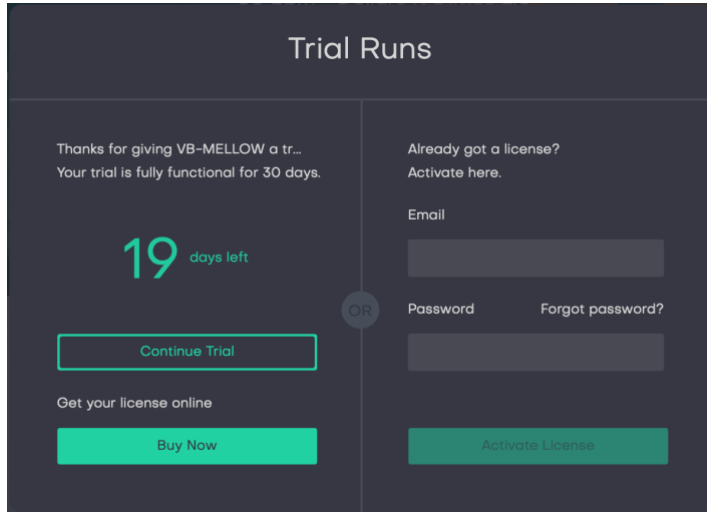 Trial Runs
Thanks for giving VB-MELLOW a tr...
Your trial is fully functional for 30 days.
19 days left
Continue Trial
Get your license online
Buy Now
OR
Already got a license?
Activate here.
Email
Password
Forgot password?
Activate License